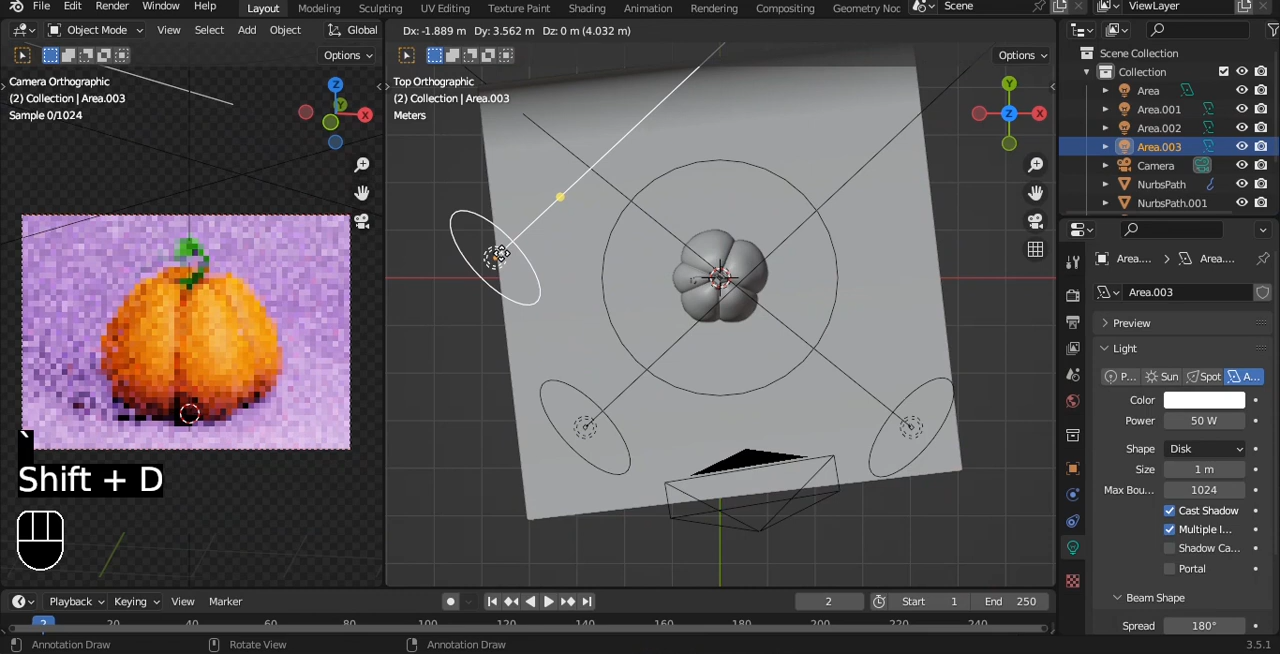 File Edit Render Window Help Layout Modeling Sculpting UV Editing Texture Paint Shading Animation Rendering Compositing Geometry Noc Scene ViewLayer
Object Mode View Select Add Object Global Dx: -1.889 m Dy: 3.562 m Dz: 0 m (4.032 m)
Options Options
Camera Orthographic
(2) Collection | Area.003
Sample 0/1024
Z
Y
X
Top Orthographic
(2) Collection | Area.003
Meters
Y
Z
X
Scene Collection
Collection
Area
Area.001
Area.002
Area.003
Camera
NurbsPath
NurbsPath.001
Area.... Area....
Area.003
Preview
Light
P... Sun Spot A...
Color
Power 50 W
Shape Disk
Size 1 m
Max Bou... 1024
Cast Shadow
Multiple I...
Shadow Ca...
Portal
Beam Shape
Spread 180°
`
Shift + D
Playback Keying View Marker 2 Start 1 End 250
2 20 40 60 80 100 120 140 160 180 200 220 240
Annotation Draw Rotate View Annotation Draw 3.5.1